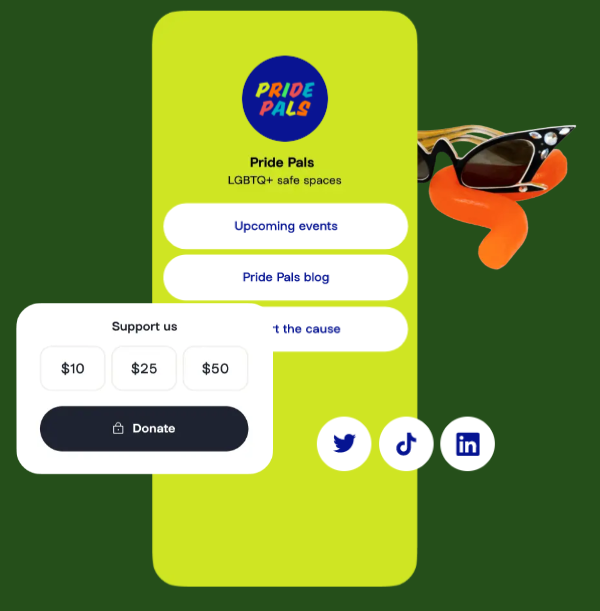 PRIDE
PALS
Pride Pals
LGBTQ+ safe spaces
Upcoming events
Pride Pals blog
rt the cause
Support us
$10 $25 $50
Donate
in